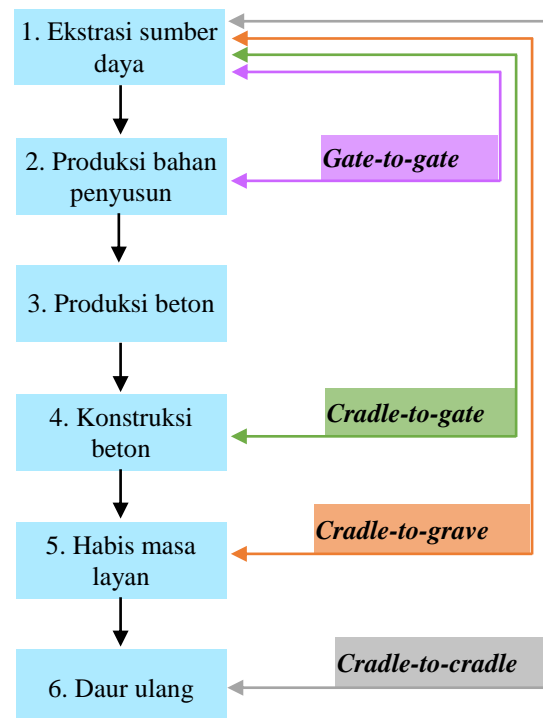 1. Ekstrasi sumber
daya
2. Produksi bahan
penyusun
Gate-to-gate
3. Produksi beton
4. Konstruksi
beton
Cradle-to-gate
5. Habis masa
layan
Cradle-to-grave
6. Daur ulang
Cradle-to-cradle